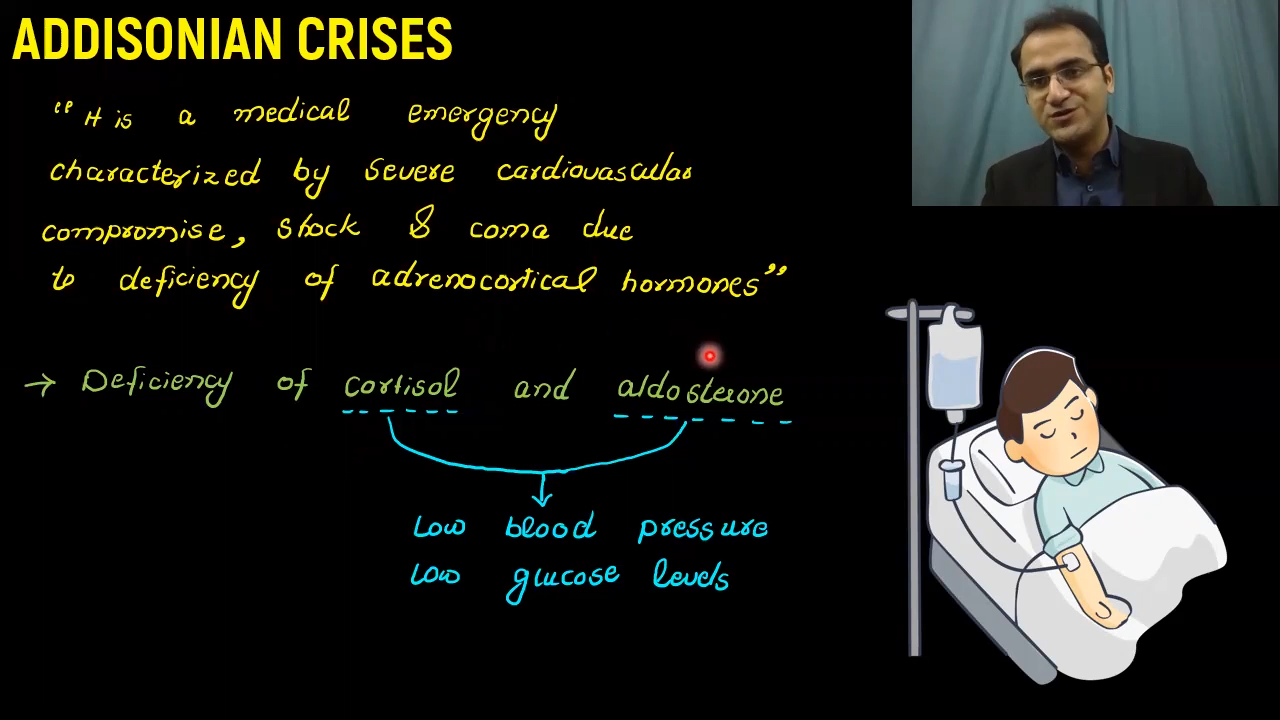 ADDISONIAN CRISES
"It is a medical emergency
characterized by severe cardiovascular
compromise, shock & coma due
to deficiency of adrenocortical hormones"
→ Deficiency of cortisol and aldosterone
Low blood pressure
Low glucose levels